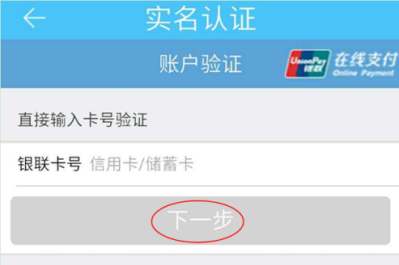 实名认证
账户验证
UnionPay
银联
在线支付
Online Payment
直接输入卡号验证
银联卡号 信用卡/储蓄卡
下一步